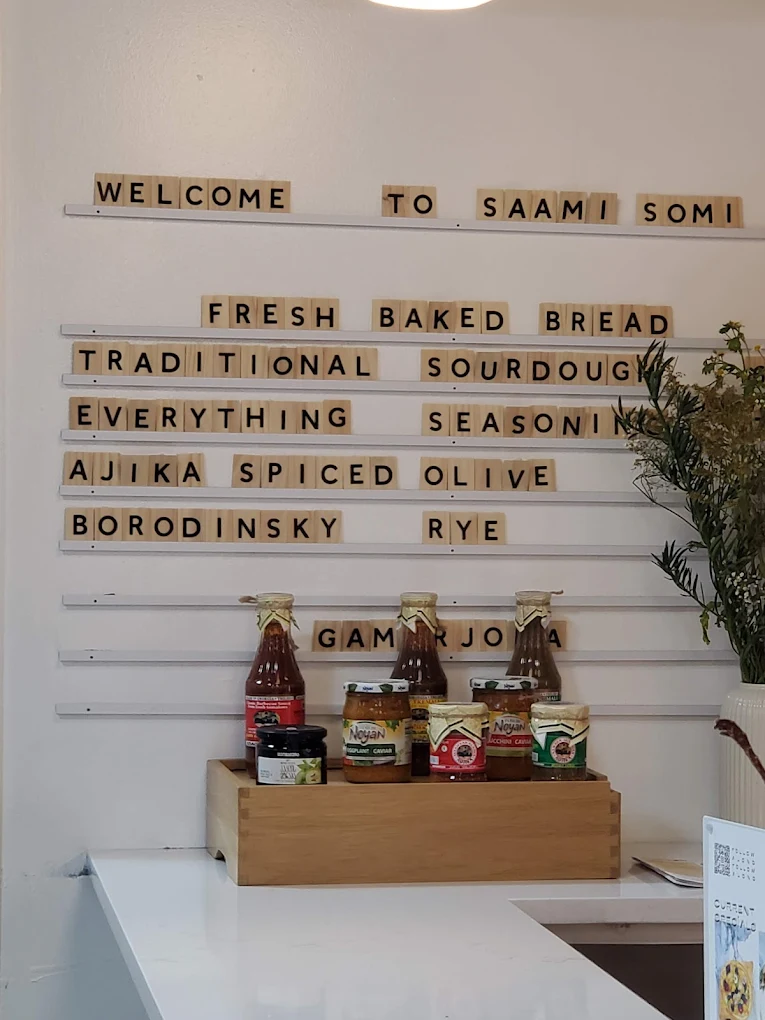 WELCOME TO SAAMI SOMI
FRESH BAKED BREAD
TRADITIONAL SOURDOUGH
EVERYTHING SEASONING
AJIKA SPICED OLIVE
BORODINSKY RYE
Noyan
EGGPLANT CAVIAR
Noyan
ZUCCHINI CAVIAR